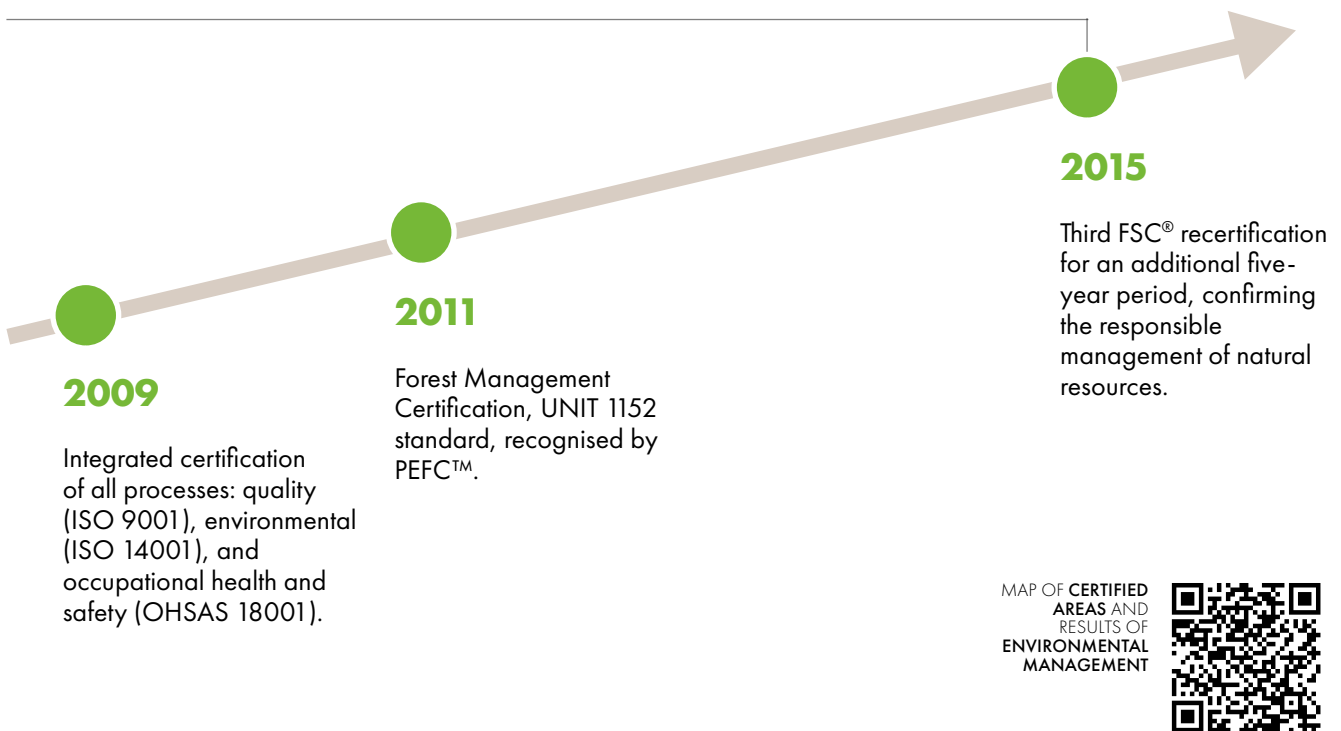 2009
Integrated certification
of all processes: quality
(ISO 9001), environmental
(ISO 14001), and
occupational health and
safety (OHSAS 18001).
2011
Forest Management
Certification, UNIT 1152
standard, recognised by
PEFC™.
2015
Third FSC® recertification
for an additional five-
year period, confirming
the responsible
management of natural
resources.
MAP OF CERTIFIED
AREAS AND
RESULTS OF
ENVIRONMENTAL
MANAGEMENT